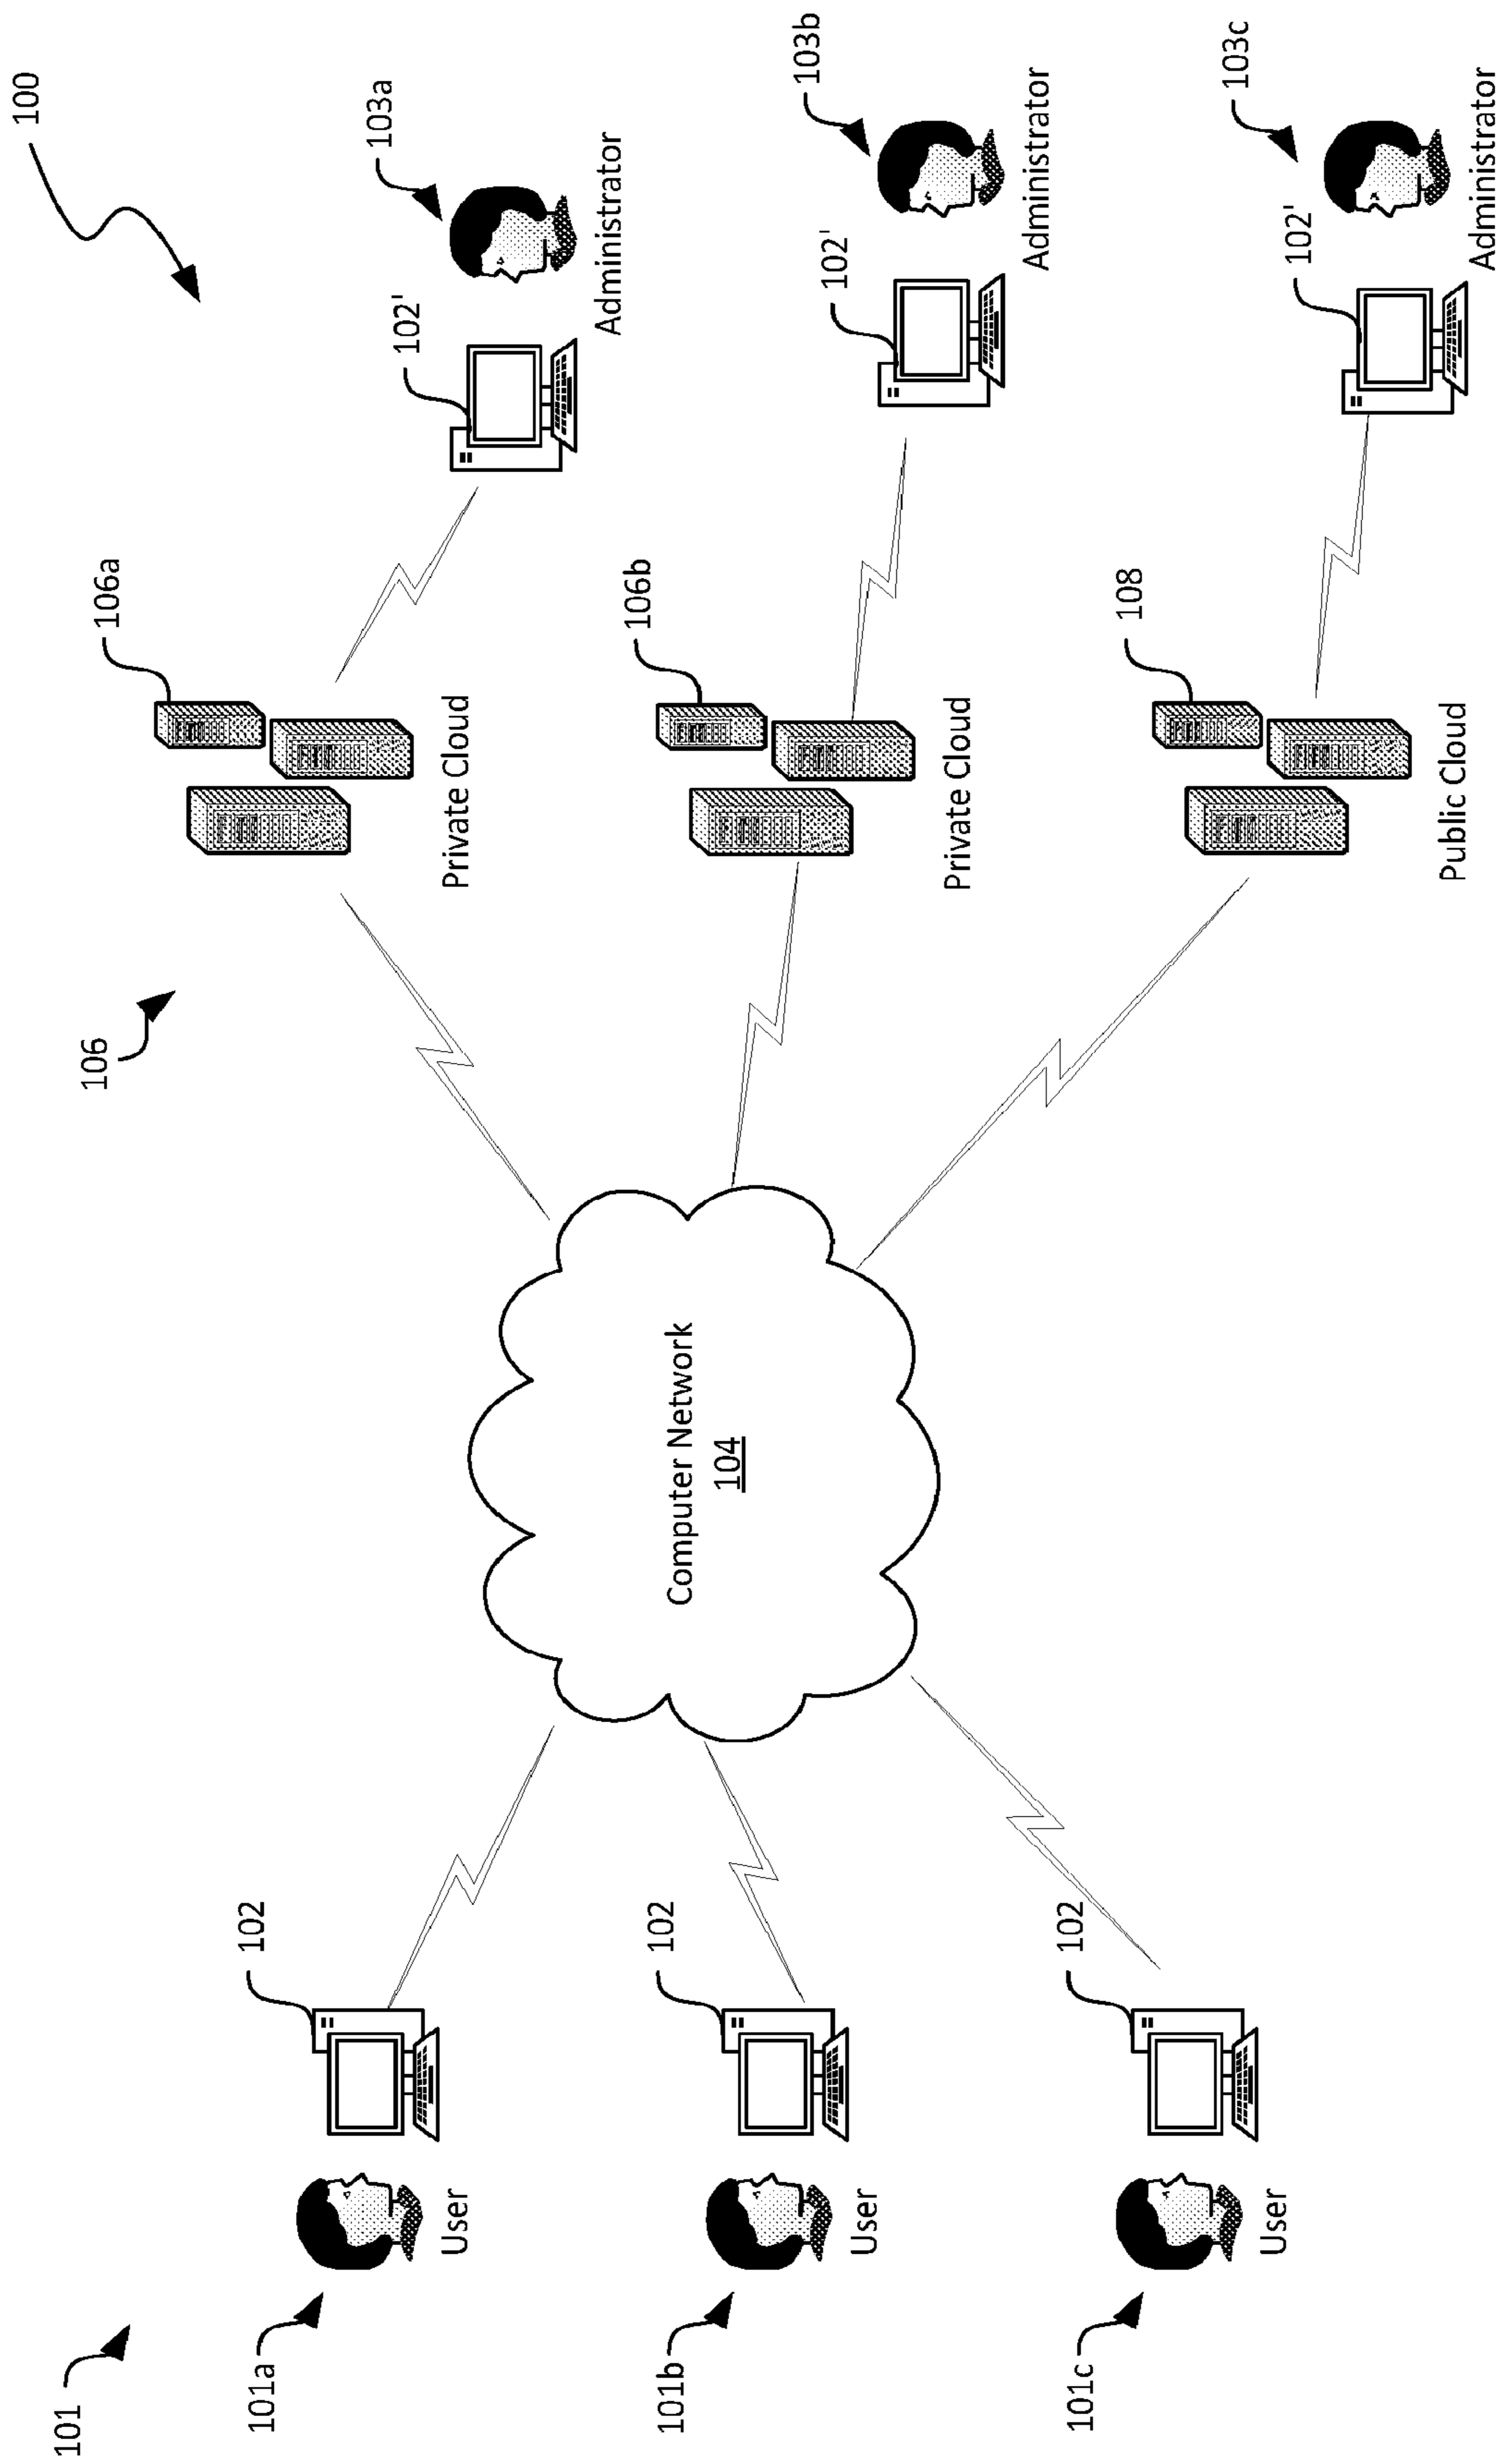 100
101
106
101a
102
User
101b
102
User
101c
102
User
Computer Network
104
106a
Private Cloud
102'
103a
Administrator
106b
Private Cloud
102'
103b
Administrator
108
Public Cloud
102'
103c
Administrator